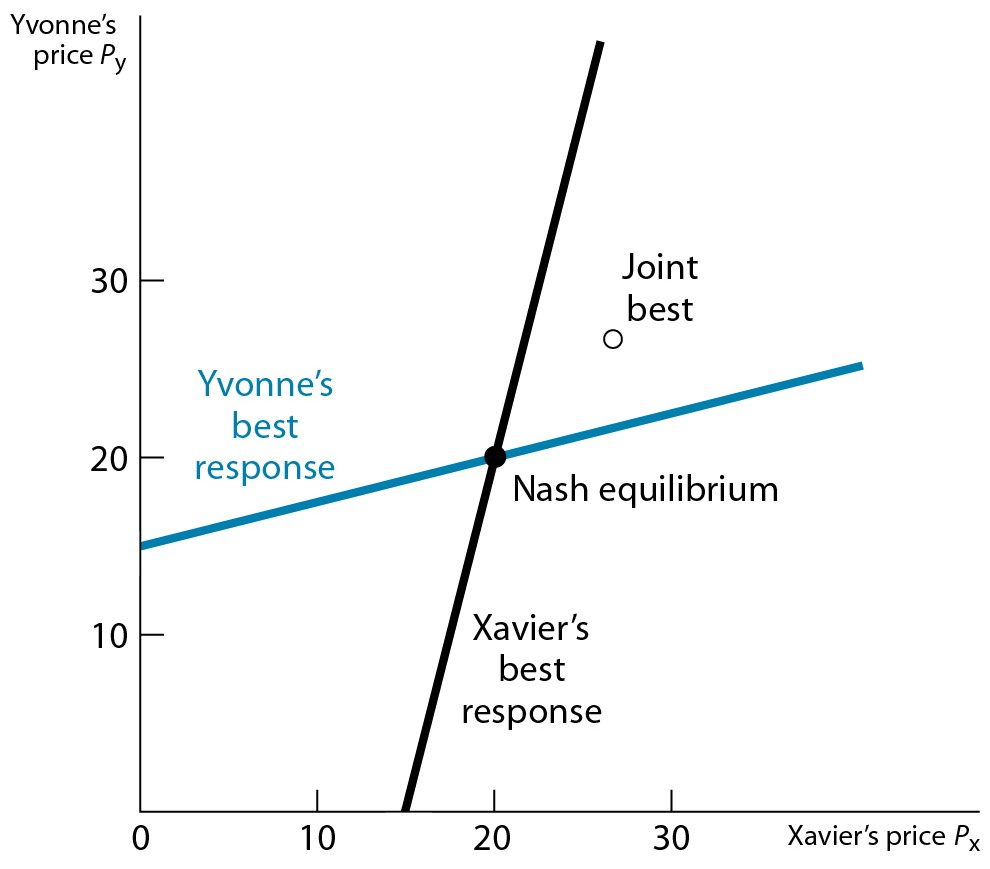 Yvonne's
price Py
30
20
10
Joint
best
Yvonne's
best
response
Nash equilibrium
Xavier's
best
response
0
10
20
30
Xavier's price Px